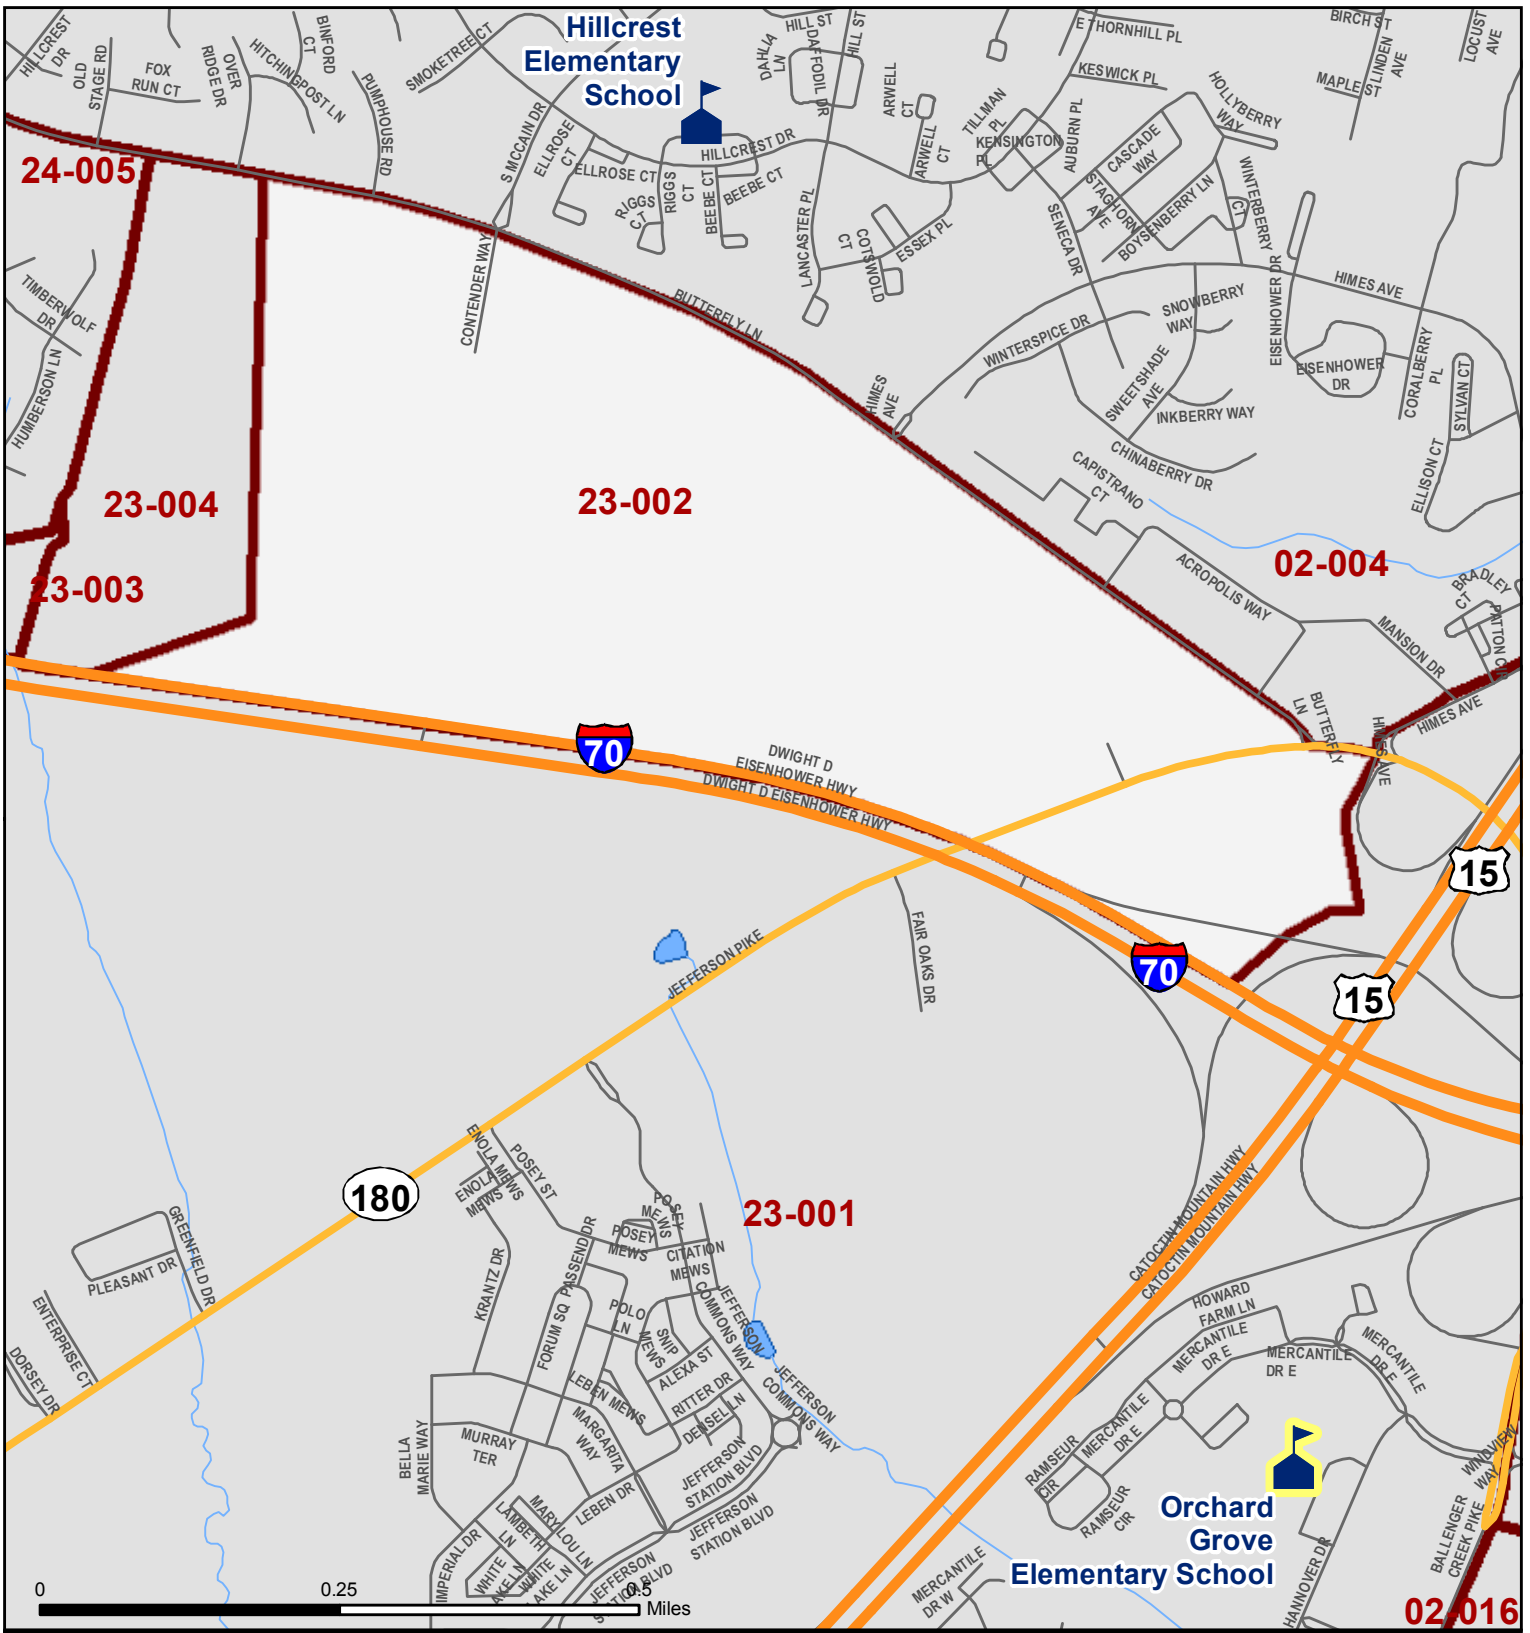 HILLCREST
DR
OLD
STAGE RD
FOX
RUN CT
OVER
RIDGE DR
HITCHINGPOST LN
BINFORD
CT
PUMPHOUSE RD
SMOKETREE CT
Hillcrest
Elementary
School
DAHLIA
LN
HILL ST
DAFFODIL DR
HILL ST
ARWELL
CT
ARWELL
CT
TILLMAN
PL
KENSINGTON
PL
E THORNHILL PL
KESWICK PL
AUBURN PL
HOLLYBERRY
WAY
BIRCH ST
LINDEN
AVE
MAPLE ST
LOCUST
AVE
24-005
S MCCAIN DR
ELLROSE
CT
ELLROSE CT
HILLCREST DR
RIGGS
CT
RIGGS
CT
BEEBE CT
BEEBE CT
LANCASTER PL
COTSWOLD
CT
ESSEX PL
CASCADE
WAY
STAGHORN
AVE
BOYSENBERRY LN
WINTERBERRY
CT
SENECA DR
EISENHOWER DR
HIMES AVE
TIMBERWOLF
DR
HUMBERSON LN
CONTENDER WAY
BUTTERFLY LN
SNOWBERRY
WAY
WINTERSPICE DR
SWEETSHADE
AVE
INKBERRY WAY
CHINABERRY DR
EISENHOWER
DR
CORALBERRY
PL
SYLVAN CT
ELLISON CT
HIMES
AVE
CAPISTRANO
CT
23-004
23-002
02-004
23-003
ACROPOLIS WAY
BRADLEY
CT
PATTON CIR
MANSION DR
BUTTERFLY
LN
HIMES AVE
HIMES AVE
70
DWIGHT D
EISENHOWER HWY
DWIGHT D EISENHOWER HWY
15
JEFFERSON PIKE
FAIR OAKS DR
70
15
180
ENOLA MEWS
ENOLA
MEWS
POSEY ST
POSEY
MEWS
POSEY
MEWS
23-001
GREENFIELD DR
PLEASANT DR
ENTERPRISE CT
DORSEY DR
KRANTZ DR
PASSEND DR
FORUM SQ
CITATION
MEWS
POLO
LN
SNIP
MEWS
JEFFERSON
COMMONS WAY
JEFFERSON
COMMONS WAY
ALEXA ST
RITTER DR
DENSEL LN
LEBEN MEWS
MARGARITA
WAY
MURRAY
TER
BELLA
MARIE WAY
LEBEN DR
JEFFERSON
STATION BLVD
JEFFERSON
STATION BLVD
JEFFERSON
STATION BLVD
MARYLOU LN
LAMBETH
LN
IMPERIAL DR
WHITE
LAKE LN
WHITE
LAKE LN
CATOCTIN MOUNTAIN HWY
CATOCTIN MOUNTAIN HWY
HOWARD
FARM LN
MERCANTILE
DR E
MERCANTILE
DR E
MERCANTILE
DR E
MERCANTILE
DR E
RAMSEUR
CIR
RAMSEUR
CIR
Orchard
Grove
Elementary School
MERCANTILE
DR W
HANNOVER DR
WINDVIEW
WAY
BALLENGER
CREEK PIKE
02-016
0
0.25
0.5
Miles